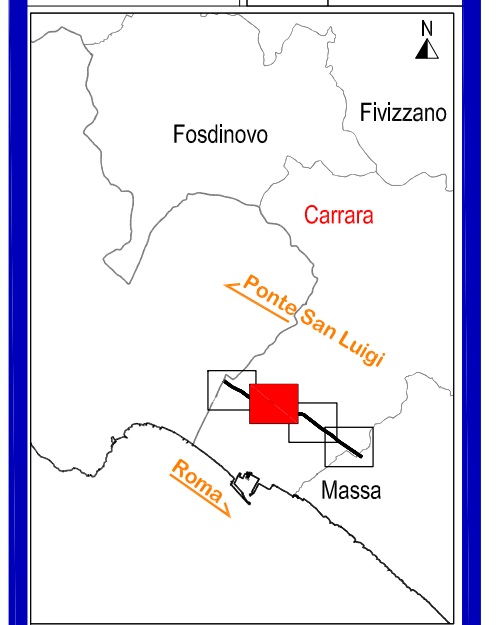 N
Fivizzano
Fosdinovo
Carrara
Ponte San Luigi
Roma
Massa